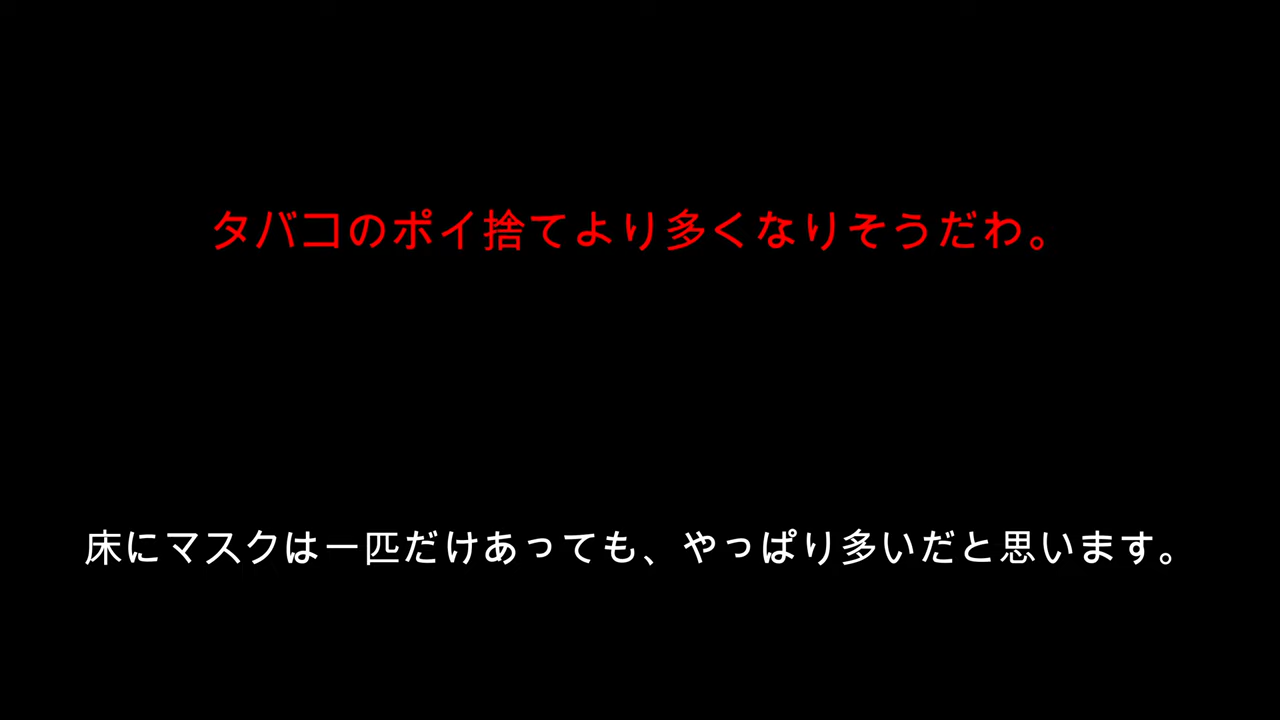 タバコのポイ捨てより多くなりそうだわ。
床にマスクは一匹だけあっても、やっぱり多いだと思います。